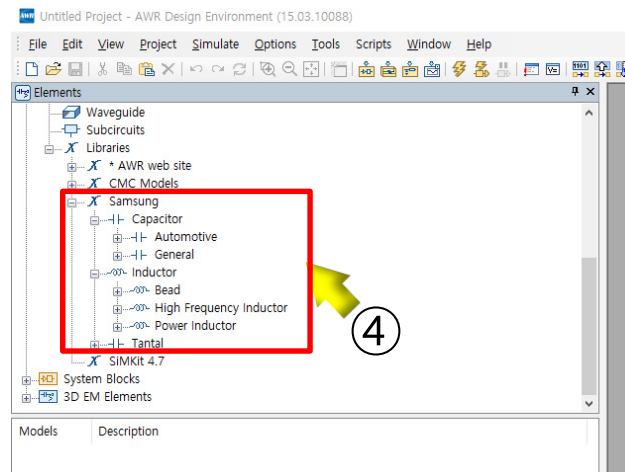 AWR Untitled Project - AWR Design Environment (15.03.10088)
File Edit View Project Simulate Options Tools Scripts Window Help
Elements
Waveguide
Subcircuits
Libraries
* AWR web site
CMC Models
Samsung
Capacitor
Automotive
General
Inductor
Bead
High Frequency Inductor
Power Inductor
④
Tantal
SIMKit 4.7
System Blocks
3D EM Elements
Models Description